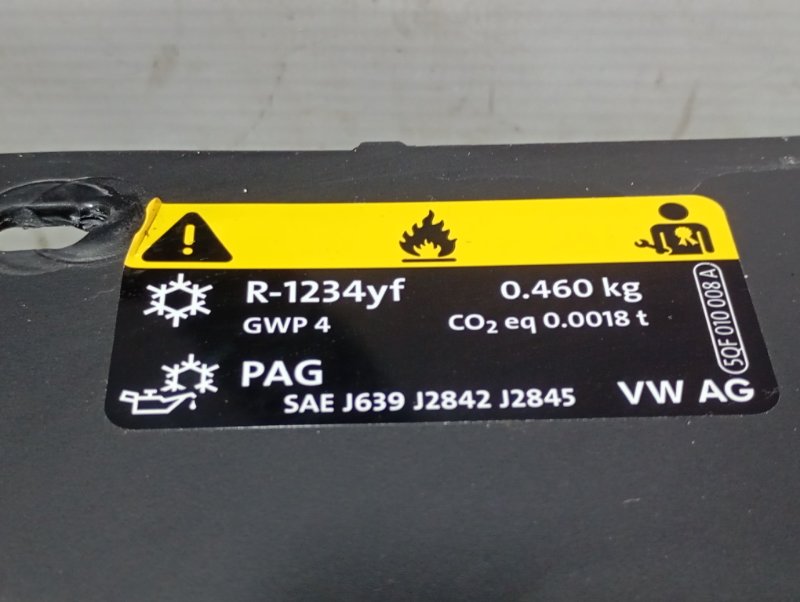 R-1234yf 0.460 kg
GWP 4 CO₂ eq 0.0018 t
PAG
SAE J639 J2842 J2845 VW AG
5QF 010 008 A